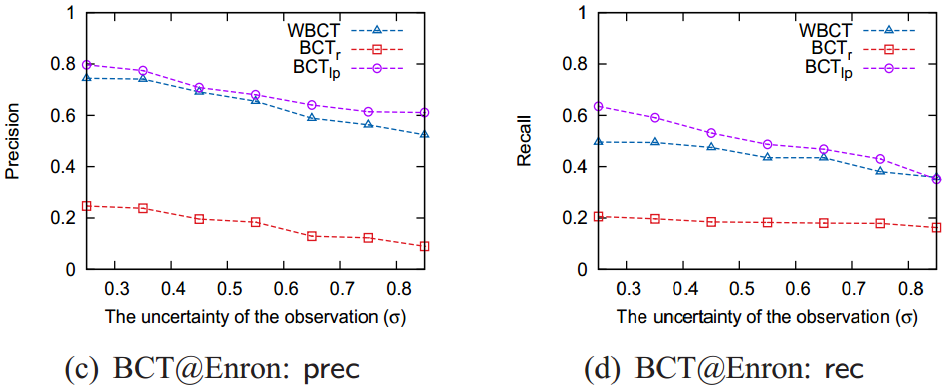 1
0.8
0.6
0.4
0.2
0
Precision
WBCT
BCTr
BCTlp
0.3 0.4 0.5 0.6 0.7 0.8
The uncertainty of the observation (σ)
(c) BCT@Enron: prec
1
0.8
0.6
0.4
0.2
0
Recall
WBCT
BCTr
BCTlp
0.3 0.4 0.5 0.6 0.7 0.8
The uncertainty of the observation (σ)
(d) BCT@Enron: rec